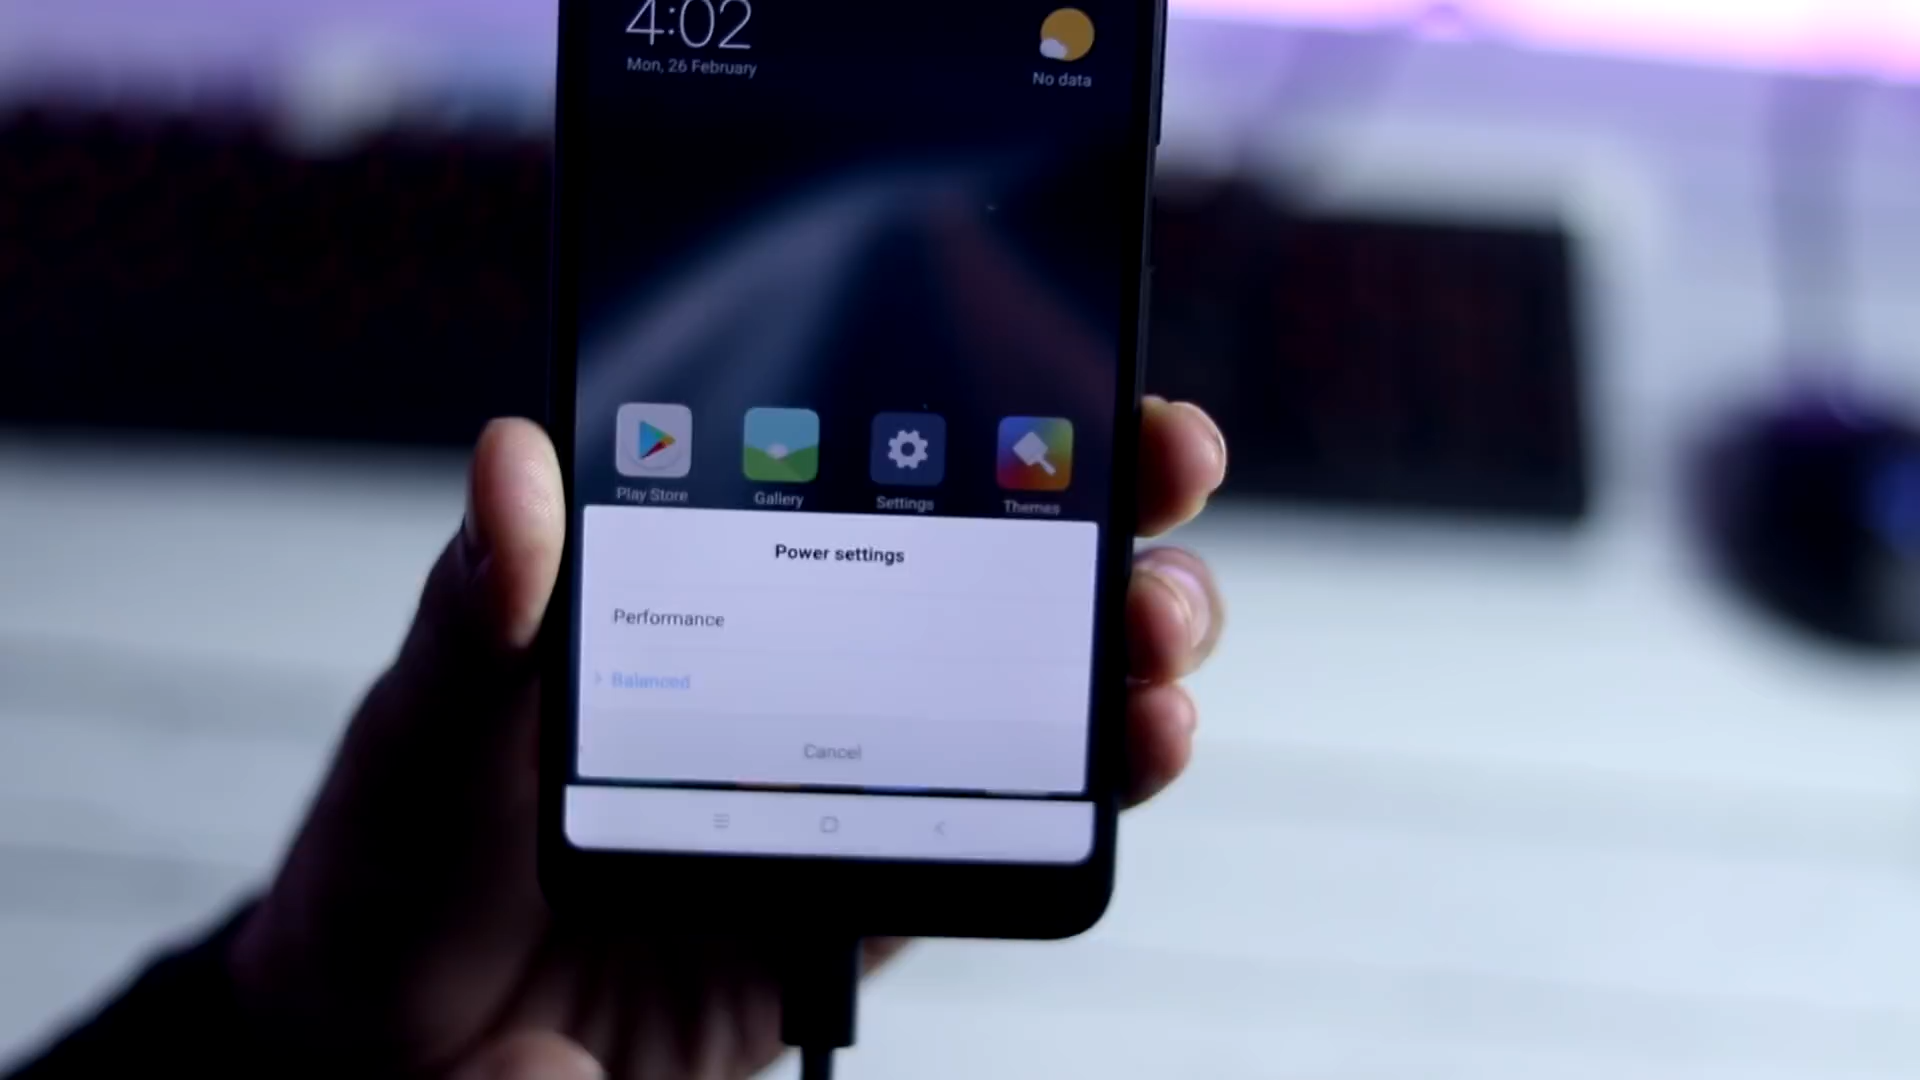 4:02
Mon, 26 February
No data
Play Store
Gallery
Settings
Themes
Power settings
Performance
Balanced
Cancel